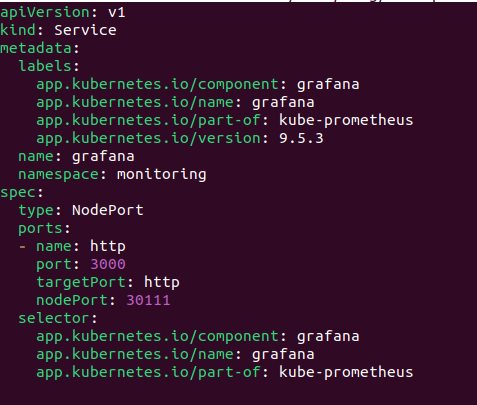 apiVersion: v1
kind: Service
metadata:
  labels:
    app.kubernetes.io/component: grafana
    app.kubernetes.io/name: grafana
    app.kubernetes.io/part-of: kube-prometheus
    app.kubernetes.io/version: 9.5.3
  name: grafana
  namespace: monitoring
spec:
  type: NodePort
  ports:
  - name: http
    port: 3000
    targetPort: http
    nodePort: 30111
  selector:
    app.kubernetes.io/component: grafana
    app.kubernetes.io/name: grafana
    app.kubernetes.io/part-of: kube-prometheus